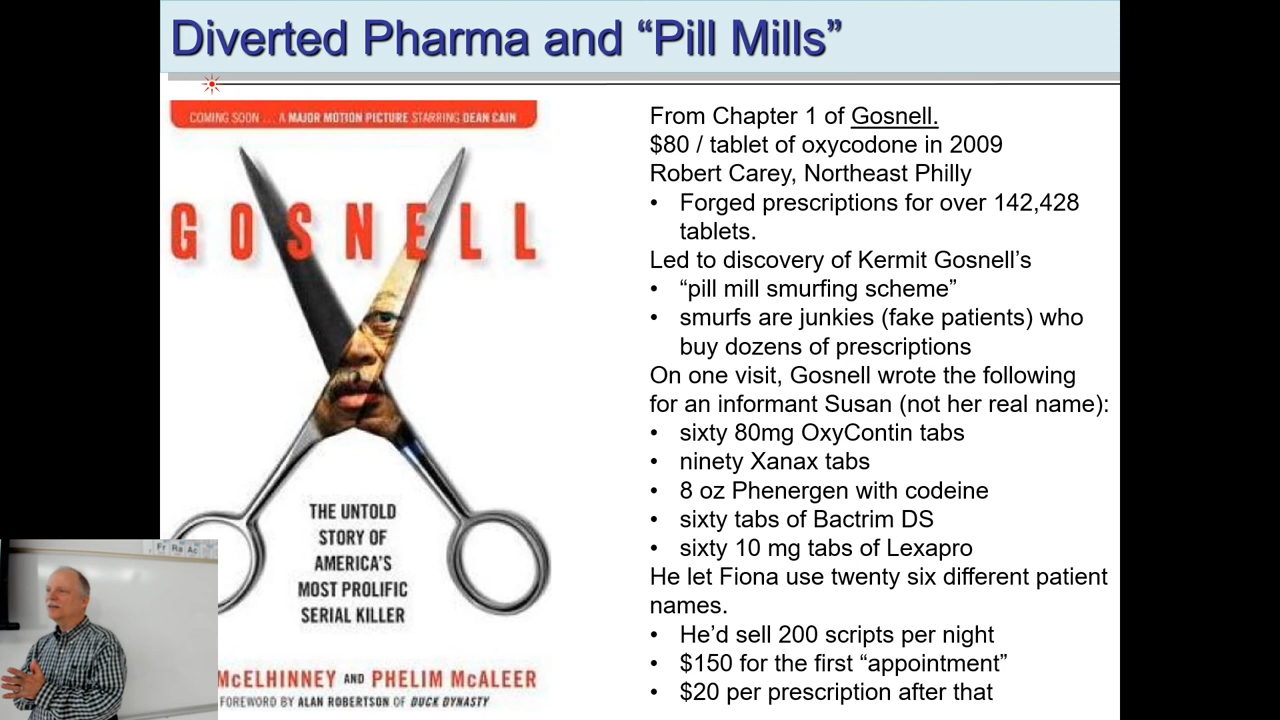 Diverted Pharma and “Pill Mills”
COMING SOON ... A MAJOR MOTION PICTURE STARRING DEAN CAIN
GOSNELL
THE UNTOLD
STORY OF
AMERICA'S
MOST PROLIFIC
SERIAL KILLER
McELHINNEY AND PHELIM McALEER
FOREWORD BY ALAN ROBERTSON OF DUCK DYNASTY
From Chapter 1 of Gosnell.
$80 / tablet of oxycodone in 2009
Robert Carey, Northeast Philly
• Forged prescriptions for over 142,428
tablets.
Led to discovery of Kermit Gosnell’s
• “pill mill smurfing scheme”
• smurfs are junkies (fake patients) who
buy dozens of prescriptions
On one visit, Gosnell wrote the following
for an informant Susan (not her real name):
• sixty 80mg OxyContin tabs
• ninety Xanax tabs
• 8 oz Phenergen with codeine
• sixty tabs of Bactrim DS
• sixty 10 mg tabs of Lexapro
He let Fiona use twenty six different patient
names.
• He’d sell 200 scripts per night
• $150 for the first “appointment”
• $20 per prescription after that
Fr Ra Ac